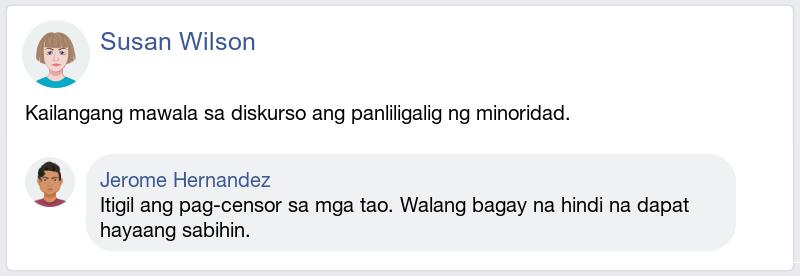 Susan Wilson
Kailangang mawala sa diskurso ang panliligalig ng minoridad.
Jerome Hernandez
Itigil ang pag-censor sa mga tao. Walang bagay na hindi na dapat
hayaang sabihin.